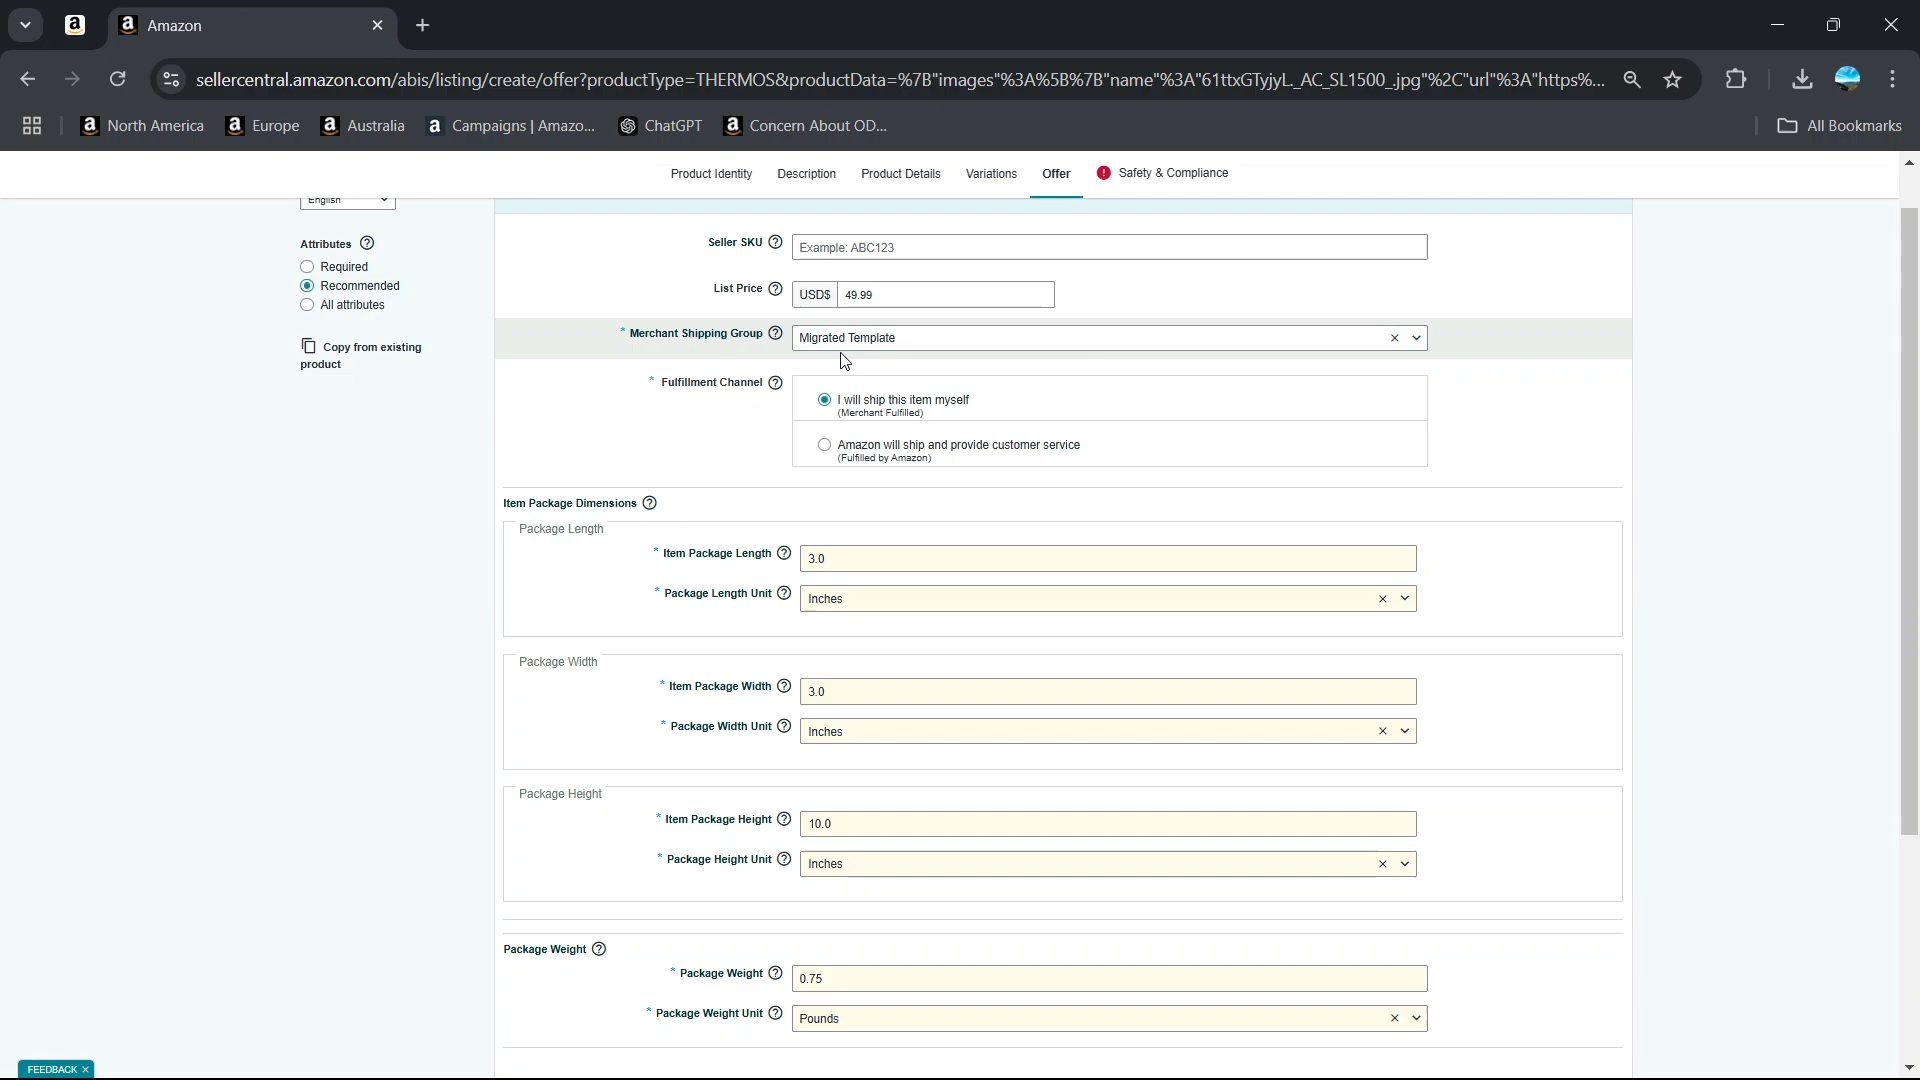 Amazon
sellercentral.amazon.com/abis/listing/create/offer?productType=THERMOS&productData=%7B"images"%3A%5B%7B"name"%3A"61ttxGTyjyL._AC_SL1500_.jpg"%2C"url"%3A"https%...
North America Europe Australia Campaigns | Amazo... ChatGPT Concern About OD... All Bookmarks
Product Identity Description Product Details Variations Offer ! Safety & Compliance
English
Attributes ?
Required
Recommended
All attributes
Copy from existing
product
Seller SKU ? Example: ABC123
List Price ? USD$ 49.99
* Merchant Shipping Group ? Migrated Template
* Fulfillment Channel ?
I will ship this item myself
(Merchant Fulfilled)
Amazon will ship and provide customer service
(Fulfilled by Amazon)
Item Package Dimensions ?
Package Length
* Item Package Length ? 3.0
* Package Length Unit ? Inches
Package Width
* Item Package Width ? 3.0
* Package Width Unit ? Inches
Package Height
* Item Package Height ? 10.0
* Package Height Unit ? Inches
Package Weight ?
* Package Weight ? 0.75
* Package Weight Unit ? Pounds
FEEDBACK